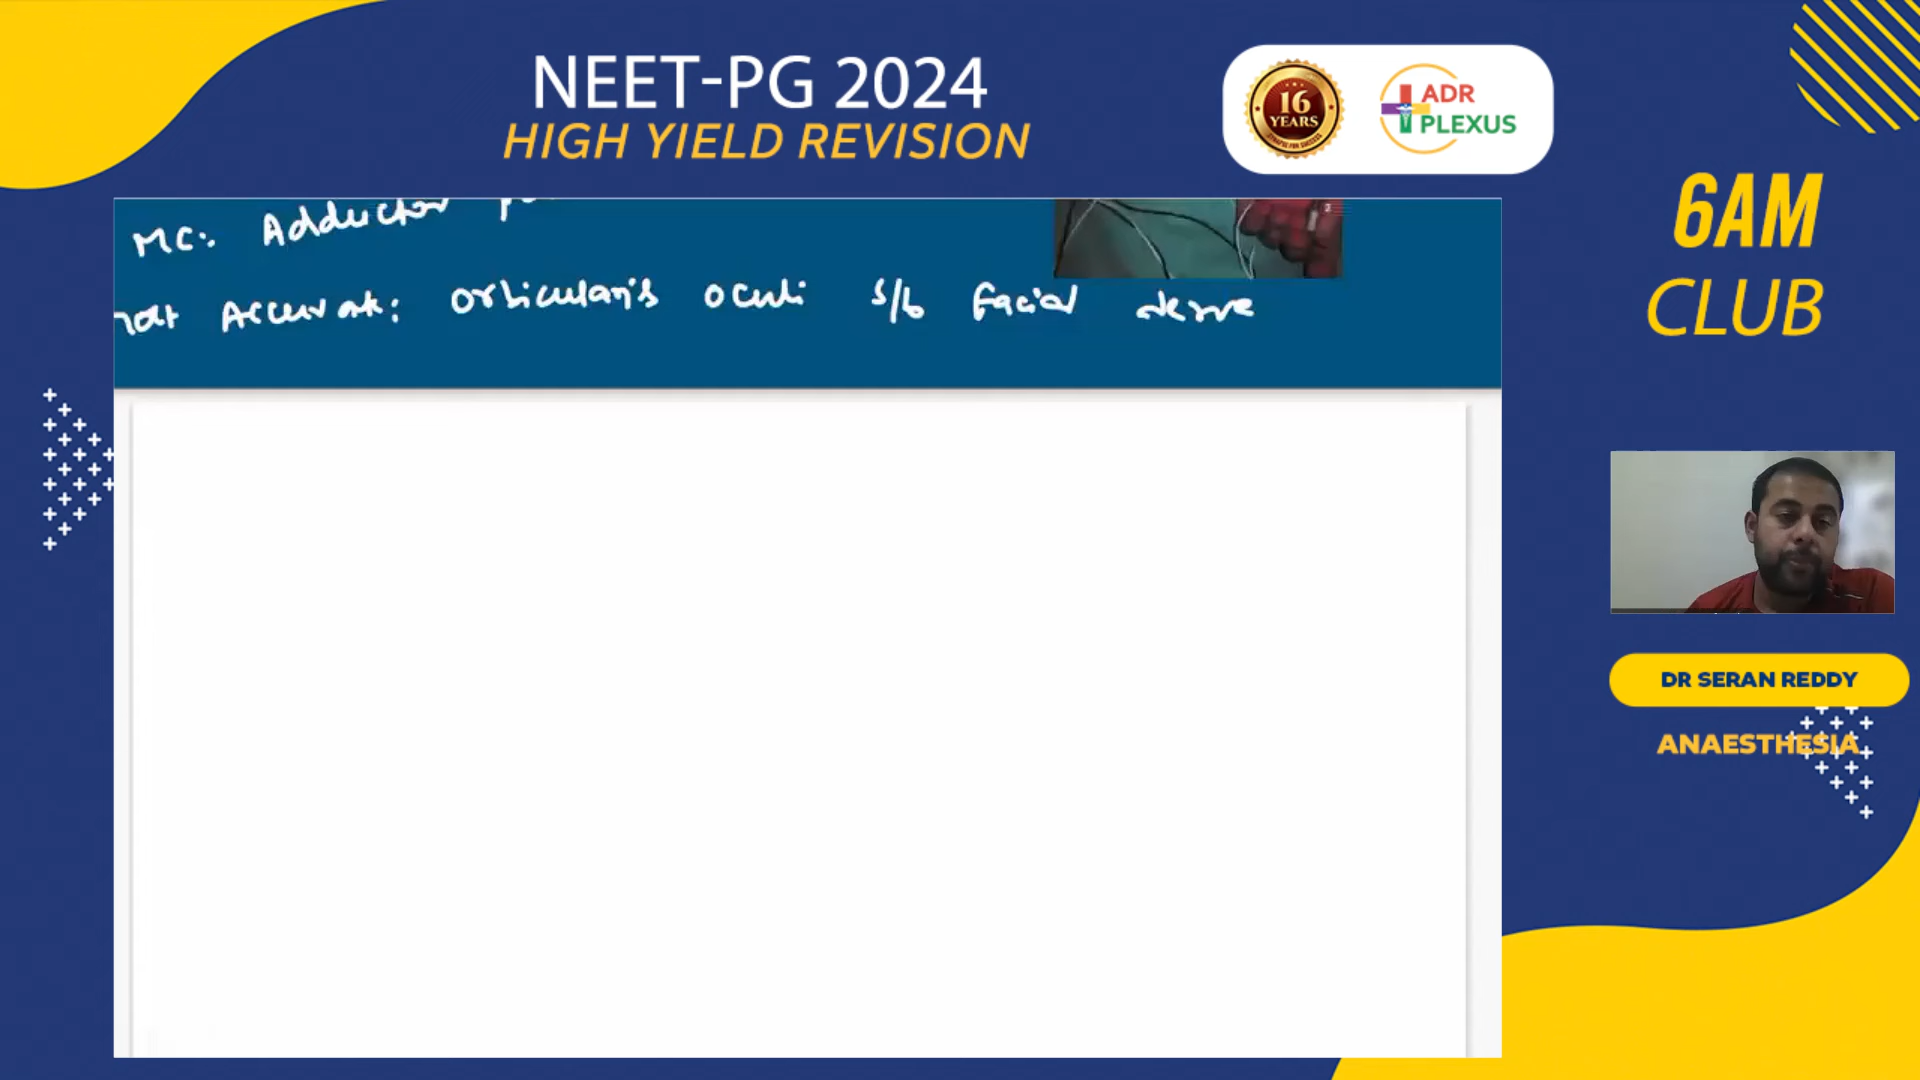 NEET-PG 2024
HIGH YIELD REVISION
16
YEARS
ADR
PLEXUS
6AM
CLUB
MC: Adductor
Accurate: orbicularis oculi s/b facial nerve
DR SERAN REDDY
ANAESTHESIA